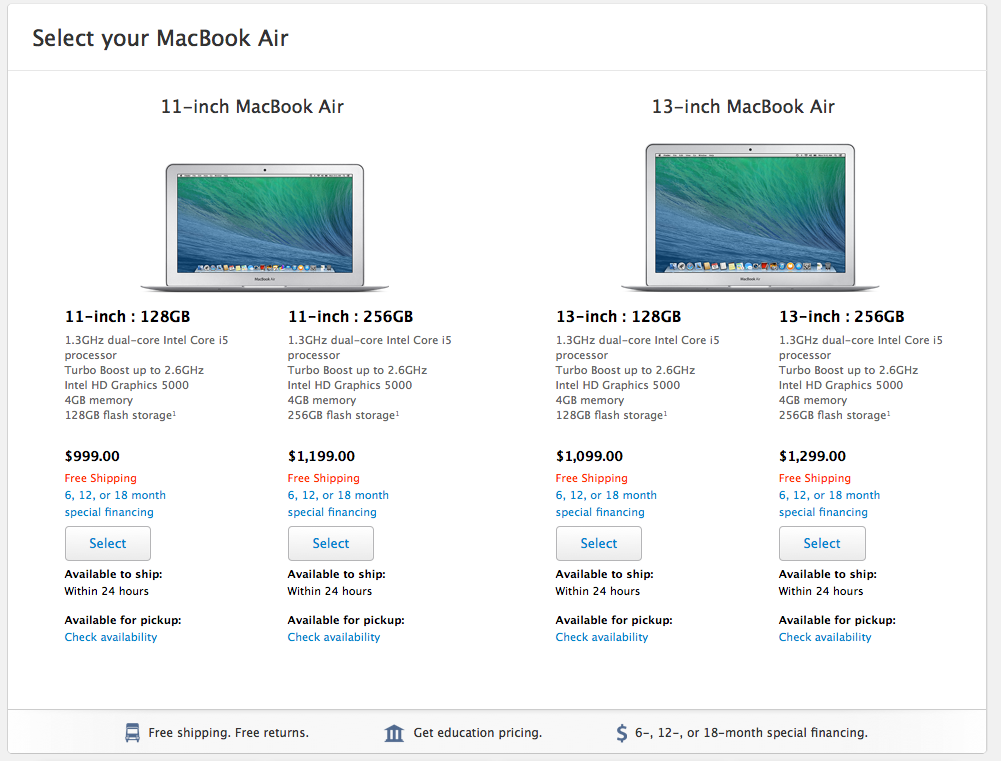 Select your MacBook Air
11-inch MacBook Air
13-inch MacBook Air
MacBook Air
MacBook Air
11-inch : 128GB
1.3GHz dual-core Intel Core i5
processor
Turbo Boost up to 2.6GHz
Intel HD Graphics 5000
4GB memory
128GB flash storage¹
$999.00
Free Shipping
6, 12, or 18 month
special financing
Select
Available to ship:
Within 24 hours
Available for pickup:
Check availability
11-inch : 256GB
1.3GHz dual-core Intel Core i5
processor
Turbo Boost up to 2.6GHz
Intel HD Graphics 5000
4GB memory
256GB flash storage¹
$1,199.00
Free Shipping
6, 12, or 18 month
special financing
Select
Available to ship:
Within 24 hours
Available for pickup:
Check availability
13-inch : 128GB
1.3GHz dual-core Intel Core i5
processor
Turbo Boost up to 2.6GHz
Intel HD Graphics 5000
4GB memory
128GB flash storage¹
$1,099.00
Free Shipping
6, 12, or 18 month
special financing
Select
Available to ship:
Within 24 hours
Available for pickup:
Check availability
13-inch : 256GB
1.3GHz dual-core Intel Core i5
processor
Turbo Boost up to 2.6GHz
Intel HD Graphics 5000
4GB memory
256GB flash storage¹
$1,299.00
Free Shipping
6, 12, or 18 month
special financing
Select
Available to ship:
Within 24 hours
Available for pickup:
Check availability
Free shipping. Free returns.
Get education pricing.
$ 6-, 12-, or 18-month special financing.